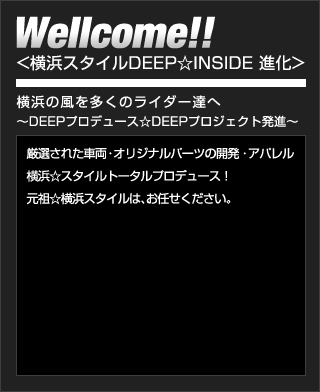 Wellcome!!
<横浜スタイルDEEP☆INSIDE 進化>
横浜の風を多くのライダー達へ
～DEEPプロデュース☆DEEPプロジェクト発進～
厳選された車両・オリジナルパーツの開発・アパレル
横浜☆スタイルトータルプロデュース！
元祖☆横浜スタイルは、お任せください。